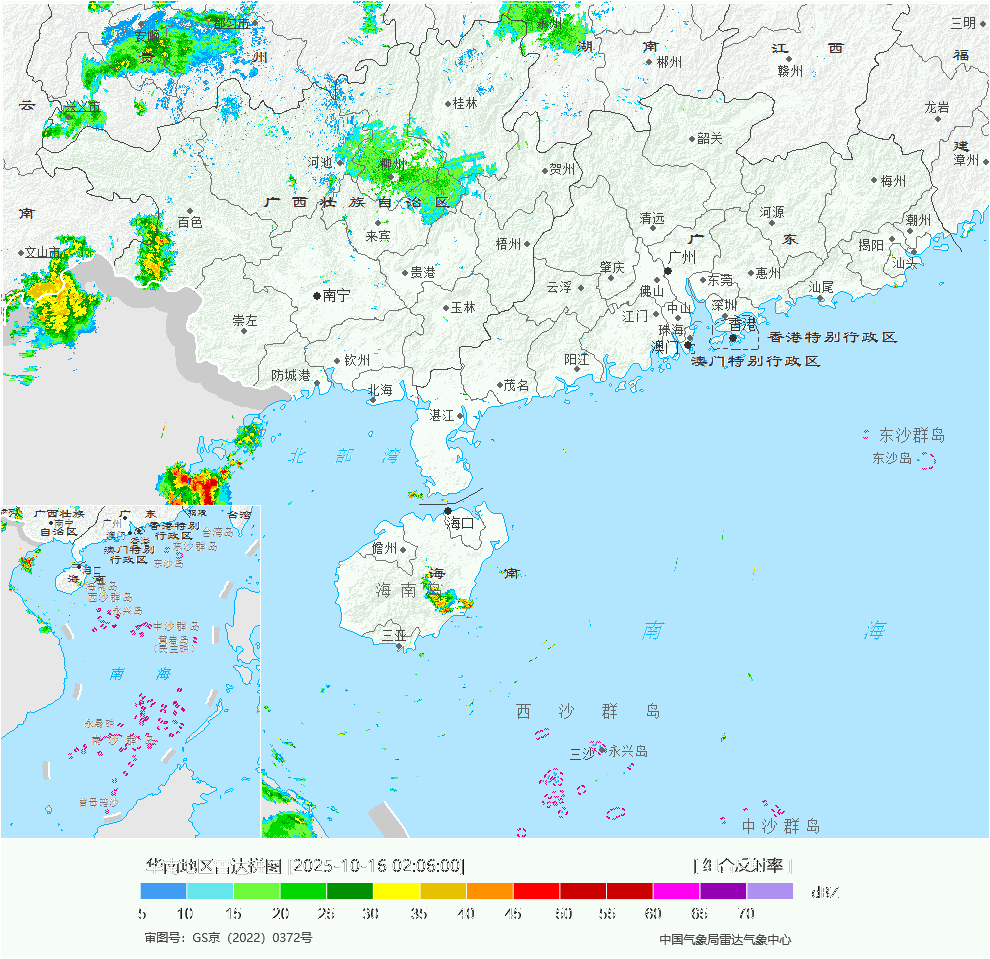 三明
郴州
湖 南
江 西
赣州
福
都匀市
安顺
贵 州
云
兴义市
桂林
龙岩
韶关
建
漳州
河池
柳州
贺州
梅州
广 西 壮 族 自 治 区
南
百色
来宾
梧州
清远
河源
潮州
广 东
揭阳
文山市
汕头
广州
贵港
肇庆
东莞
惠州
云浮
佛山
汕尾
南宁
玉林
江门
中山
深圳
崇左
珠海
香港
香港特别行政区
澳门
澳门特别行政区
钦州
阳江
防城港
北海
茂名
湛江
北 部 湾
东沙群岛
东沙岛
海口
儋州
海 南
海 南 岛
三亚
南 海
西 沙 群 岛
三沙
永兴岛
中沙群岛
广西壮族
自治区
南宁
广 东
广州
台湾
香港特别
行政区
澳门
香港
澳门特别
行政区
台湾岛
东沙群岛
东沙岛
海口
海 南
海南岛
西沙群岛
永兴岛
中沙群岛
黄岩岛
(民主礁)
南 海
永暑礁
南沙群岛
曾母暗沙
华南地区雷达拼图 [2025-10-16 02:06:00]
[ 组合反射率 ]
dBZ
5 10 15 20 25 30 35 40 45 50 55 60 65 70
审图号：GS京（2022）0372号
中国气象局雷达气象中心